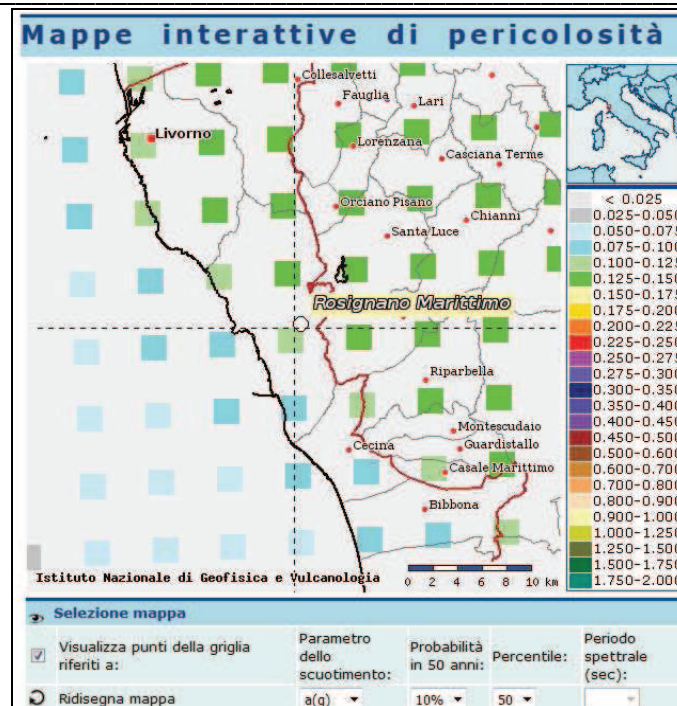 Mappe interattive di pericolosità
Collesalvetti
Fauglia
Lari
Livorno
Lorenzana
Casciana Terme
Orciano Pisano
Chianni
Santa Luce
Rosignano Marittimo
Riparbella
Montescudaio
Cecina
Guardistallo
Casale Marittimo
Bibbona
Istituto Nazionale di Geofisica e Vulcanologia
0 2 4 6 8 10 km
< 0.025
0.025-0.050
0.050-0.075
0.075-0.100
0.100-0.125
0.125-0.150
0.150-0.175
0.175-0.200
0.200-0.225
0.225-0.250
0.250-0.275
0.275-0.300
0.300-0.350
0.350-0.400
0.400-0.450
0.450-0.500
0.500-0.600
0.600-0.700
0.700-0.800
0.800-0.900
0.900-1.000
1.000-1.250
1.250-1.500
1.500-1.750
1.750-2.000
Selezione mappa
Visualizza punti della griglia riferiti a:
Parametro dello scuotimento:
Probabilità in 50 anni:
Percentile:
Periodo spettrale (sec):
Ridisegna mappa
a(g)
10%
50